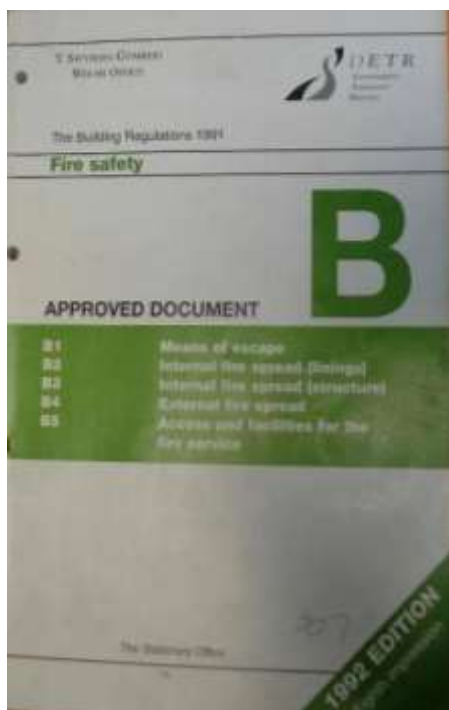 Y SWYDDFA GYMREIG
WELSH OFFICE
DETR
The Building Regulations 1991
Fire safety
B
APPROVED DOCUMENT
B1 Means of escape
B2 Internal fire spread (linings)
B3 Internal fire spread (structure)
B4 External fire spread
B5 Access and facilities for the
fire service
The Stationery Office
1992 EDITION
impression